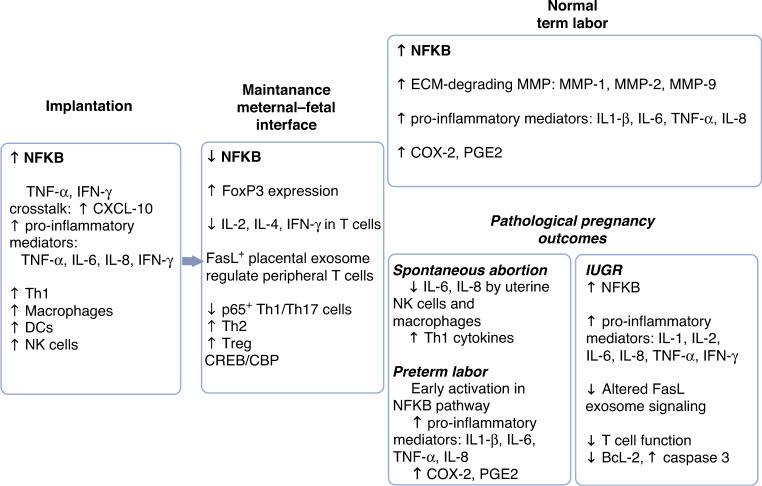 Implantation
↑ NFKB
TNF-α, IFN-γ
crosstalk: ↑ CXCL-10
↑ pro-inflammatory
mediators:
TNF-α, IL-6, IL-8, IFN-γ
↑ Th1
↑ Macrophages
↑ DCs
↑ NK cells
Maintanance
meternal–fetal
interface
↓ NFKB
↑ FoxP3 expression
↓ IL-2, IL-4, IFN-γ in T cells
FasL⁺ placental exosome
regulate peripheral T cells
↓ p65⁺ Th1/Th17 cells
↑ Th2
↑ Treg
CREB/CBP
Normal
term labor
↑ NFKB
↑ ECM-degrading MMP: MMP-1, MMP-2, MMP-9
↑ pro-inflammatory mediators: IL1-β, IL-6, TNF-α, IL-8
↑ COX-2, PGE2
Pathological pregnancy
outcomes
Spontaneous abortion
↓ IL-6, IL-8 by uterine
NK cells and
macrophages
↑ Th1 cytokines
Preterm labor
Early activation in
NFKB pathway
↑ pro-inflammatory
mediators: IL1-β, IL-6,
TNF-α, IL-8
↑ COX-2, PGE2
IUGR
↑ NFKB
↑ pro-inflammatory
mediators: IL-1, IL-2,
IL-6, IL-8, TNF-α, IFN-γ
↓ Altered FasL
exosome signaling
↓ T cell function
↓ BcL-2, ↑ caspase 3